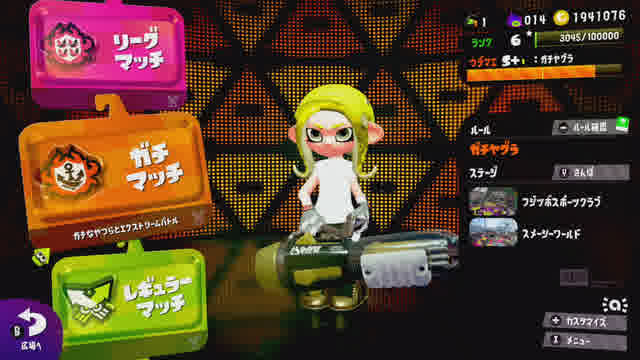 リーグ
マッチ
ガチ
マッチ
ガチなやつらとエクストリームバトル
レギュラー
マッチ
B
広場へ
1
014
1941076
ランク
6
3045/100000
ウデマエ S+ : ガチヤグラ
ルール
ルール確認
ガチヤグラ
ステージ
Y さんぽ
フジツボスポーツクラブ
スメーシーワールド
+ カスタマイズ
X メニュー